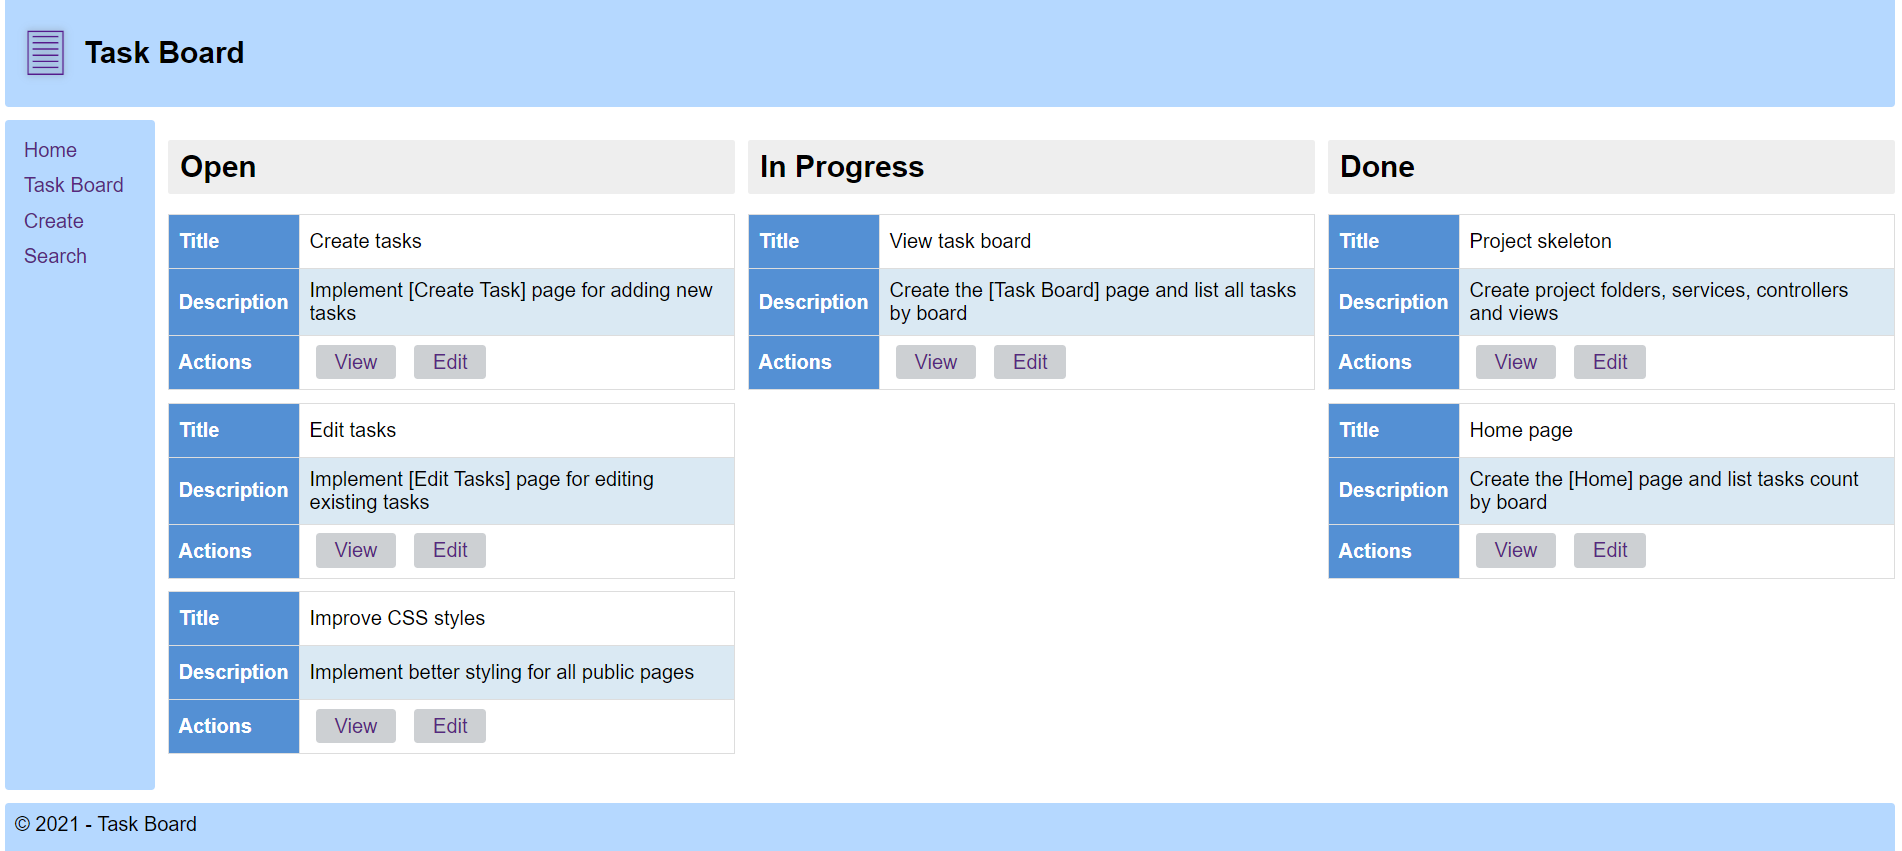 Task Board
Home
Task Board
Create
Search
Open
Title
Create tasks
Description
Implement [Create Task] page for adding new
tasks
Actions
View
Edit
Title
Edit tasks
Description
Implement [Edit Tasks] page for editing
existing tasks
Actions
View
Edit
Title
Improve CSS styles
Description
Implement better styling for all public pages
Actions
View
Edit
In Progress
Title
View task board
Description
Create the [Task Board] page and list all tasks
by board
Actions
View
Edit
Done
Title
Project skeleton
Description
Create project folders, services, controllers
and views
Actions
View
Edit
Title
Home page
Description
Create the [Home] page and list tasks count
by board
Actions
View
Edit
© 2021 - Task Board